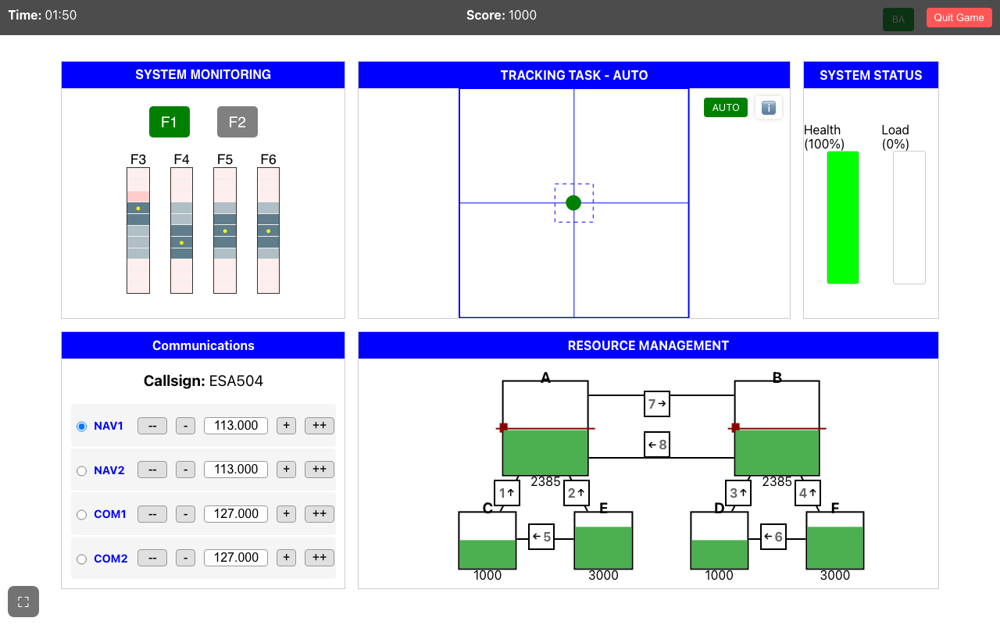 Time: 01:50
Score: 1000
BA
Quit Game
SYSTEM MONITORING
F1
F2
F3
F4
F5
F6
TRACKING TASK - AUTO
AUTO
SYSTEM STATUS
Health
(100%)
Load
(0%)
Communications
Callsign: ESA504
NAV1 -- - 113.000 + ++
NAV2 -- - 113.000 + ++
COM1 -- - 127.000 + ++
COM2 -- - 127.000 + ++
RESOURCE MANAGEMENT
A
B
7→
←8
2385
2385
1↑
2↑
3↑
4↑
C
E
D
F
←5
←6
1000
3000
1000
3000